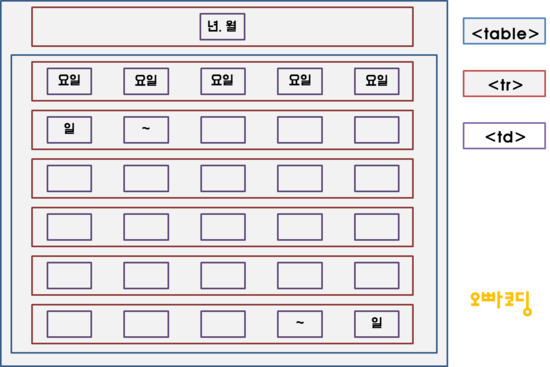 년. 월
<table>
요일 요일 요일 요일 요일
<tr>
일 ~
<td>
~ 일
오빠코딩